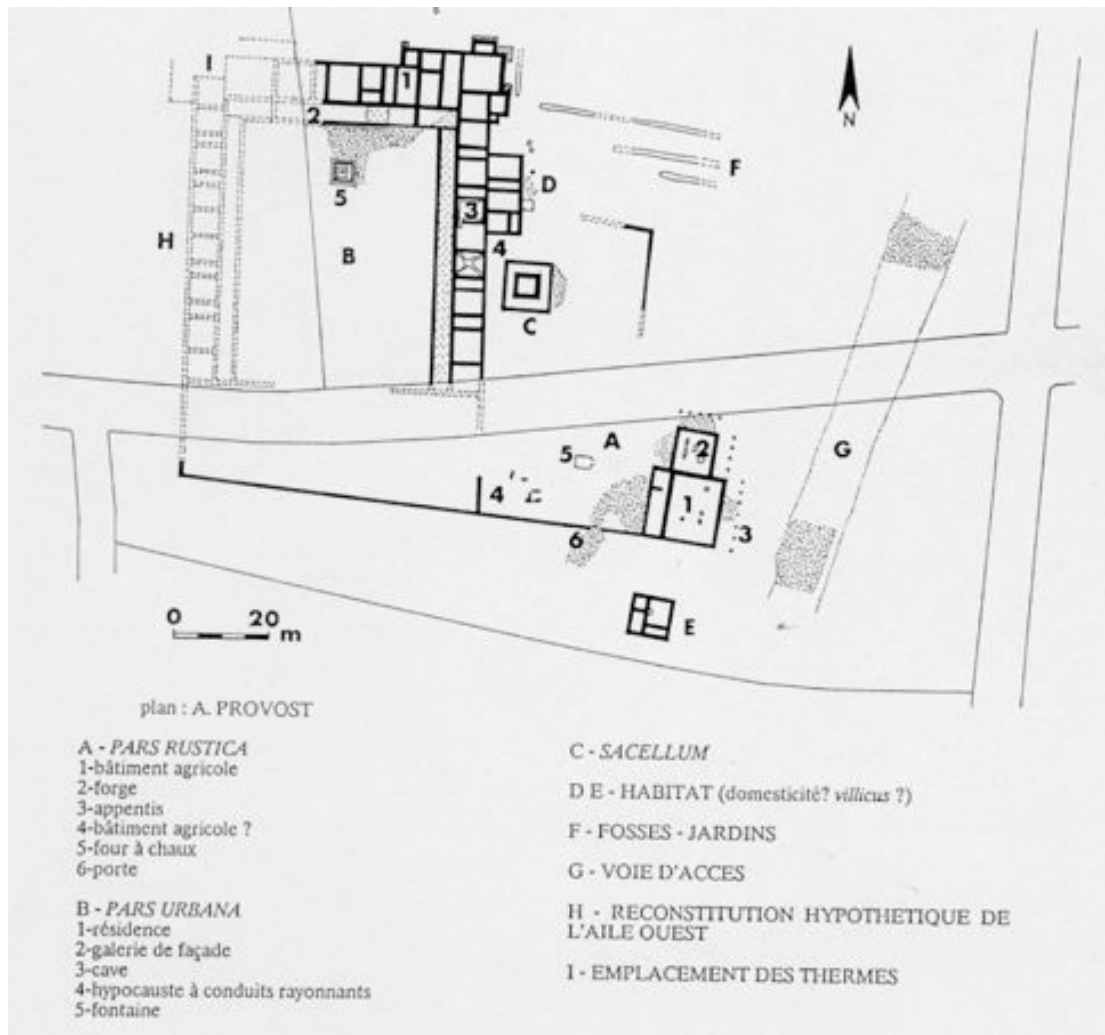 I
1
2
N
F
D
5
3
H
4
B
C
A
2
5
G
4
1
3
6
0 20
m
E
plan : A. PROVOST
A - PARS RUSTICA
1-bâtiment agricole
2-forge
3-appentis
4-bâtiment agricole ?
5-four à chaux
6-porte
B - PARS URBANA
1-résidence
2-galerie de façade
3-cave
4-hypocauste à conduits rayonnants
5-fontaine
C - SACELLUM
D E - HABITAT (domesticité? villicus ?)
F - FOSSES - JARDINS
G - VOIE D'ACCES
H - RECONSTITUTION HYPOTHETIQUE DE
L'AILE OUEST
I - EMPLACEMENT DES THERMES